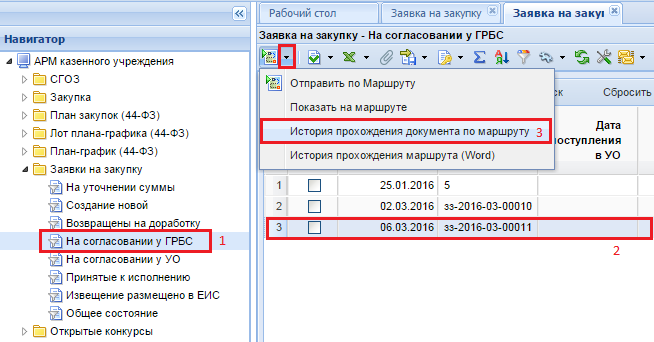 Навигатор
АРМ казенного учреждения
СГОЗ
Закупка
План закупок (44-ФЗ)
Лот плана-графика (44-ФЗ)
План-график (44-ФЗ)
Заявки на закупку
На уточнении суммы
Создание новой
Возвращены на доработку
На согласовании у ГРБС 1
На согласовании у УО
Принятые к исполнению
Извещение размещено в ЕИС
Общее состояние
Открытые конкурсы
Рабочий стол
Заявка на закупку
Заявка на закуп
Заявка на закупку - На согласовании у ГРБС
Отправить по Маршруту
Показать на маршруте
История прохождения документа по маршруту 3
История прохождения маршрута (Word)
ск Сбросить
Дата
поступления
в УО
1 25.01.2016 5
2 02.03.2016 зз-2016-03-00010
3 06.03.2016 зз-2016-03-00011
2